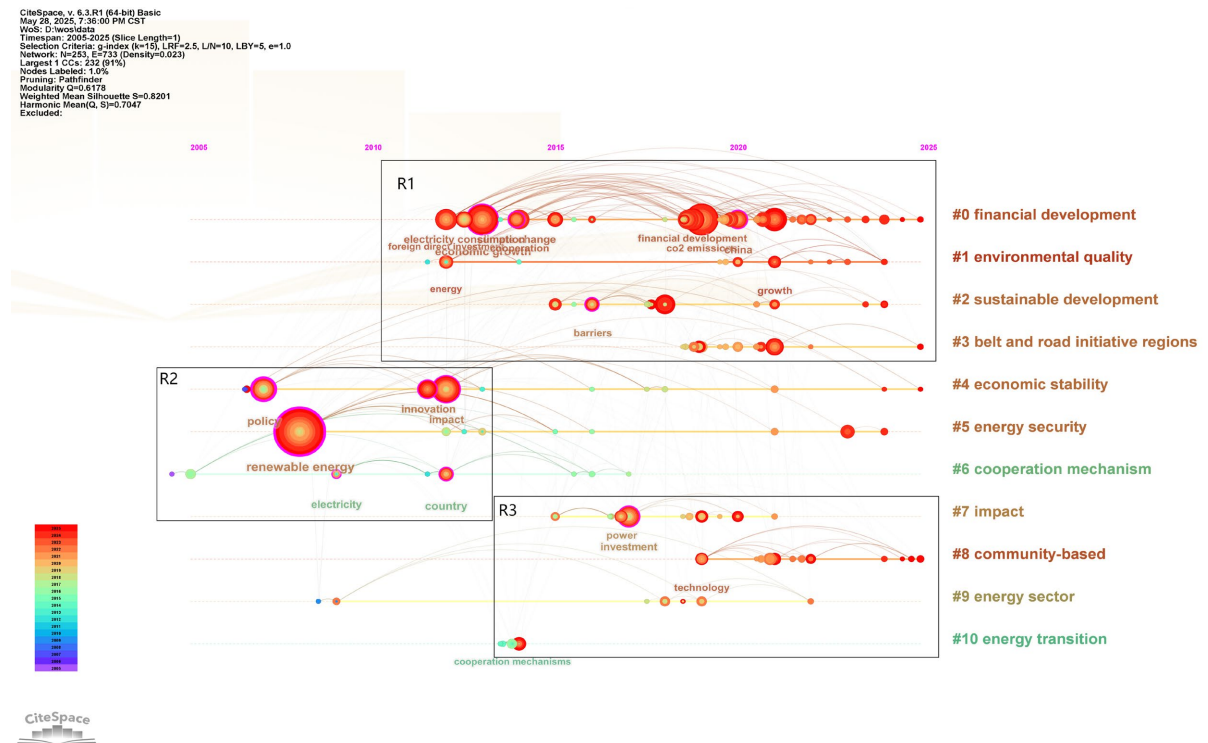 CiteSpace, v. 6.3.R1 (64-bit) Basic
May 28, 2025, 7:36:00 PM CST
WoS: D:\wos\data
Timespan: 2005-2025 (Slice Length=1)
Selection Criteria: g-index (k=15), LRF=2.5, L/N=10, LBY=5, e=1.0
Network: N=253, E=733 (Density=0.023)
Largest 1 CCs: 232 (91%)
Nodes Labeled: 1.0%
Pruning: Pathfinder
Modularity Q=0.6178
Weighted Mean Silhouette S=0.8201
Harmonic Mean(Q, S)=0.7047
Excluded:
2005 2010 2015 2020 2025
R1
#0 financial development
electricity consumption change
financial development
foreign direct investment cooperation
co2 emissions china
economic growth
#1 environmental quality
energy
growth
#2 sustainable development
barriers
#3 belt and road initiative regions
R2
#4 economic stability
innovation
policy
impact
#5 energy security
renewable energy
#6 cooperation mechanism
electricity
country
R3
#7 impact
power
investment
#8 community-based
technology
#9 energy sector
#10 energy transition
cooperation mechanisms
CiteSpace